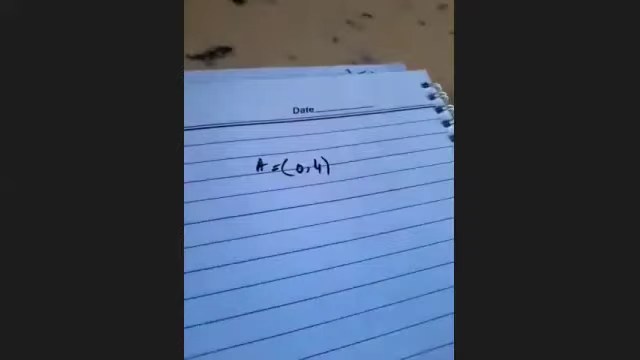 Date
A = (0, 4)